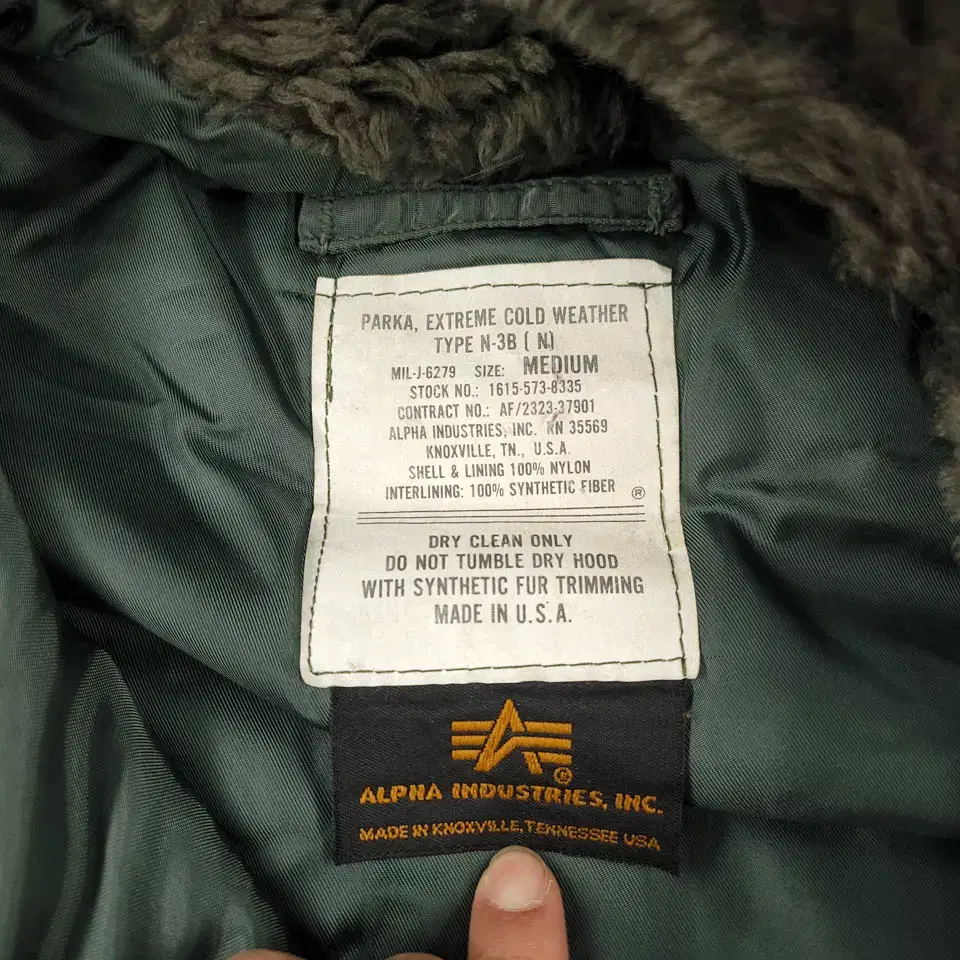 PARKA, EXTREME COLD WEATHER
TYPE N-3B ( N)
MIL-J-6279 SIZE: MEDIUM
STOCK NO.: 1615-573-8335
CONTRACT NO.: AF/2323-37901
ALPHA INDUSTRIES, INC. RN 35569
KNOXVILLE, TN., U.S.A.
SHELL & LINING 100% NYLON
INTERLINING: 100% SYNTHETIC FIBER ®
DRY CLEAN ONLY
DO NOT TUMBLE DRY HOOD
WITH SYNTHETIC FUR TRIMMING
MADE IN U.S.A.
A ®
ALPHA INDUSTRIES, INC.
MADE IN KNOXVILLE, TENNESSEE USA